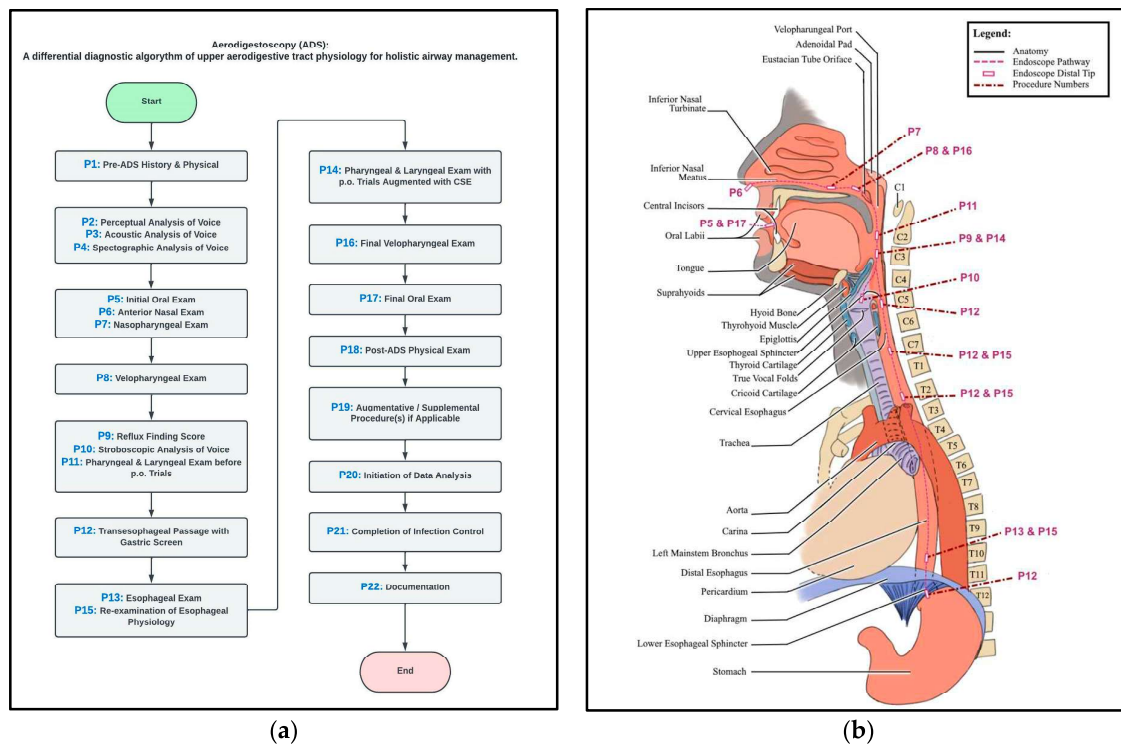 Aerodigestoscopy (ADS):
A differential diagnostic algorythm of upper aerodigestive tract physiology for holistic airway management.
Start
P1: Pre-ADS History & Physical
P2: Perceptual Analysis of Voice
P3: Acoustic Analysis of Voice
P4: Spectographic Analysis of Voice
P5: Initial Oral Exam
P6: Anterior Nasal Exam
P7: Nasopharyngeal Exam
P8: Velopharyngeal Exam
P9: Reflux Finding Score
P10: Stroboscopic Analysis of Voice
P11: Pharyngeal & Laryngeal Exam before
p.o. Trials
P12: Transesophageal Passage with
Gastric Screen
P13: Esophageal Exam
P15: Re-examination of Esophageal
Physiology
P14: Pharyngeal & Laryngeal Exam with
p.o. Trials Augmented with CSE
P16: Final Velopharyngeal Exam
P17: Final Oral Exam
P18: Post-ADS Physical Exam
P19: Augmentative / Supplemental
Procedure(s) if Applicable
P20: Initiation of Data Analysis
P21: Completion of Infection Control
P22: Documentation
End
(a)
Velopharungeal Port
Adenoidal Pad
Eustacian Tube Oriface
Inferior Nasal
Turbinate
Inferior Nasal
Meatus
P6
Central Incisors
P5 & P17
Oral Labii
Tongue
Suprahyoids
Hyoid Bone
Thyrohyoid Muscle
Epiglottis
Upper Esophogeal Sphincter
Thyroid Cartilage
True Vocal Folds
Cricoid Cartilage
Cervical Esophagus
Trachea
Aorta
Carina
Left Mainstem Bronchus
Distal Esophagus
Pericardium
Diaphragm
Lower Esophageal Sphincter
Stomach
Legend:
Anatomy
Endoscope Pathway
Endoscope Distal Tip
Procedure Numbers
P7
P8 & P16
P11
P9 & P14
P10
P12
P12 & P15
P12 & P15
P13 & P15
P12
C1
C2
C3
C4
C5
C6
C7
T1
T2
T3
T4
T5
T6
T7
T8
T9
T10
T11
T12
(b)